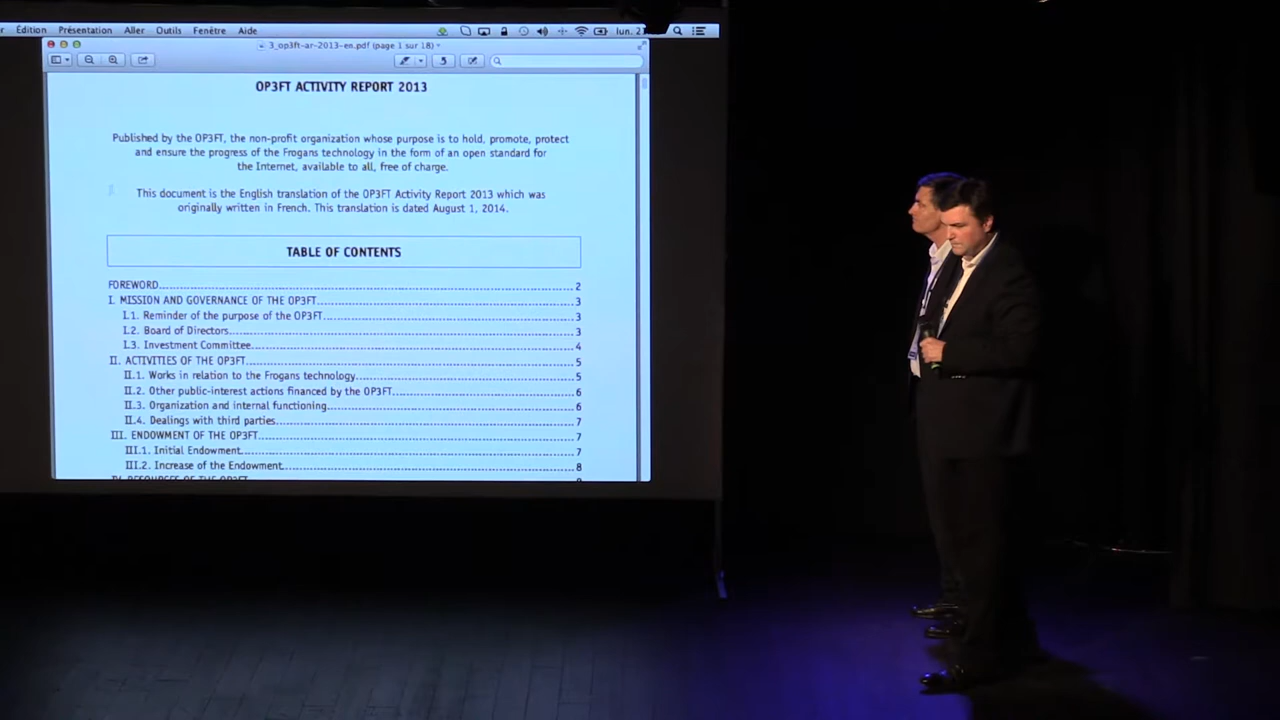 Édition Présentation Aller Outils Fenêtre Aide lun. 2
3_op3ft-ar-2013-en.pdf (page 1 sur 18)
OP3FT ACTIVITY REPORT 2013
Published by the OP3FT, the non-profit organization whose purpose is to hold, promote, protect
and ensure the progress of the Frogans technology in the form of an open standard for
the Internet, available to all, free of charge.
This document is the English translation of the OP3FT Activity Report 2013 which was
originally written in French. This translation is dated August 1, 2014.
TABLE OF CONTENTS
FOREWORD 2
I. MISSION AND GOVERNANCE OF THE OP3FT 3
I.1. Reminder of the purpose of the OP3FT 3
I.2. Board of Directors 3
I.3. Investment Committee 4
II. ACTIVITIES OF THE OP3FT 5
II.1. Works in relation to the Frogans technology 5
II.2. Other public-interest actions financed by the OP3FT 6
II.3. Organization and internal functioning 6
II.4. Dealings with third parties 7
III. ENDOWMENT OF THE OP3FT 7
III.1. Initial Endowment 7
III.2. Increase of the Endowment 8